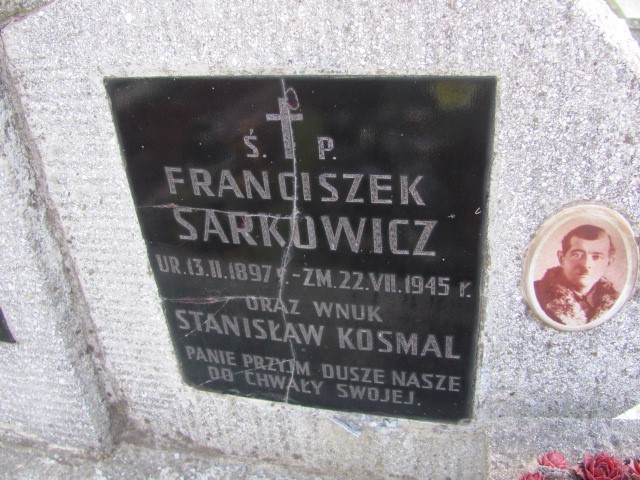 Ś. P.
FRANCISZEK
SARKOWICZ
UR. 13.II.1897 r. - ZM. 22.VII.1945 r.
ORAZ WNUK
STANISŁAW KOSMAL
PANIE PRZYJM DUSZE NASZE
DO CHWAŁY SWOJEJ.